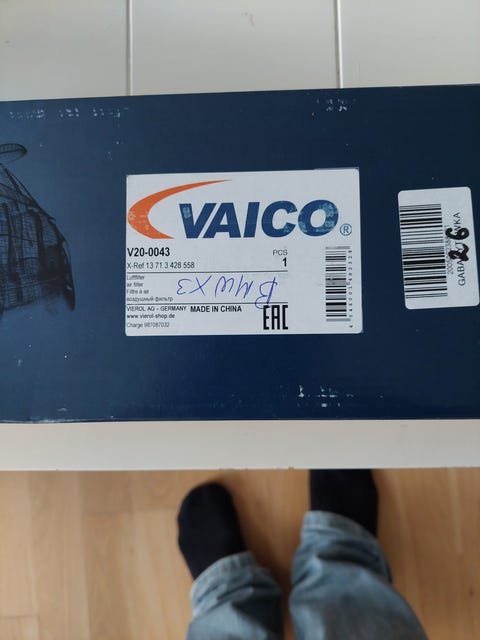 VAICO®
V20-0043
PCS
X-Ref 13 71 3 428 558
1
Luftfilter
air filter
Filtre à air
воздушный фильтр
BMW X3
VIEROL AG - GERMANY MADE IN CHINA
www.vierol-shop.de
EAC
Charge 987087032
26